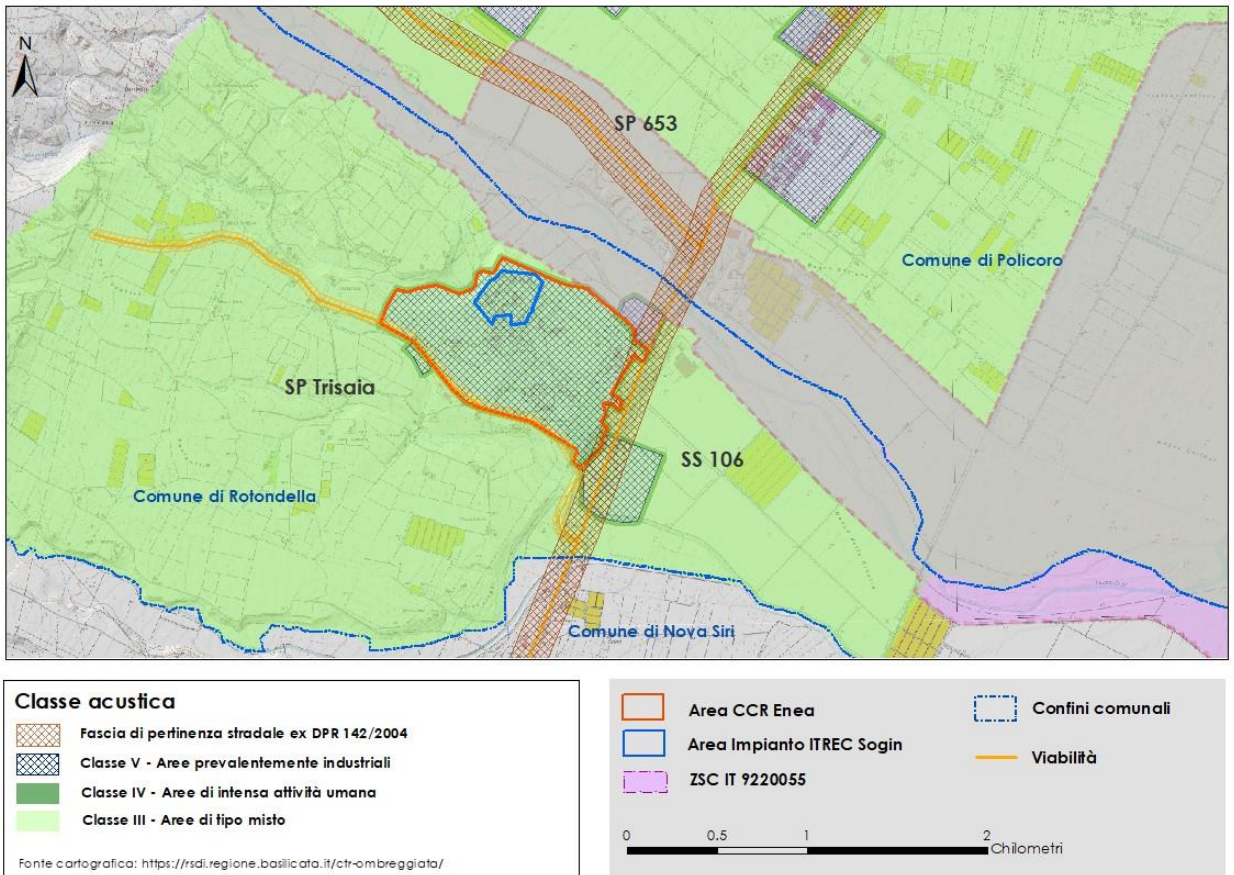 N
SP 653
Comune di Policoro
SP Trisaia
SS 106
Comune di Rotondella
Comune di Nova Siri
Classe acustica
Fascia di pertinenza stradale ex DPR 142/2004
Classe V - Aree prevalentemente industriali
Classe IV - Aree di intensa attività umana
Classe III - Aree di tipo misto
Fonte cartografica: https://rsdi.regione.basilicata.it/ctr-ombreggiata/
Area CCR Enea
Area Impianto ITREC Sogin
ZSC IT 9220055
Confini comunali
Viabilità
0 0.5 1 2
Chilometri